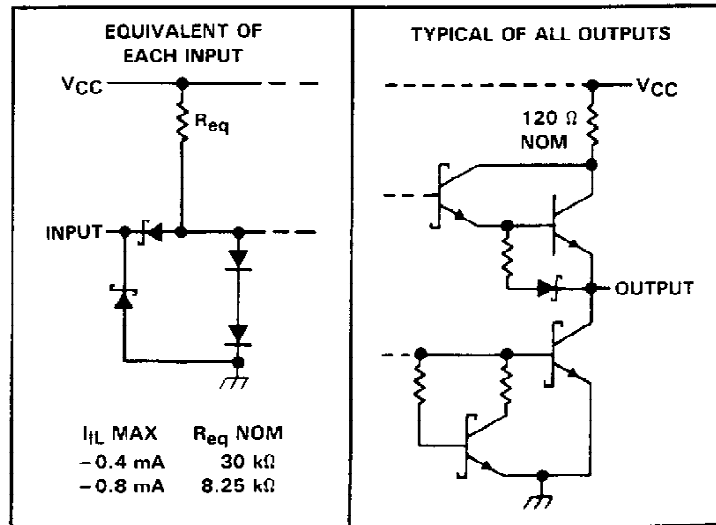 EQUIVALENT OF
EACH INPUT
VCC
Req
INPUT
IIL MAX Req NOM
−0.4 mA 30 kΩ
−0.8 mA 8.25 kΩ
TYPICAL OF ALL OUTPUTS
VCC
120 Ω
NOM
OUTPUT